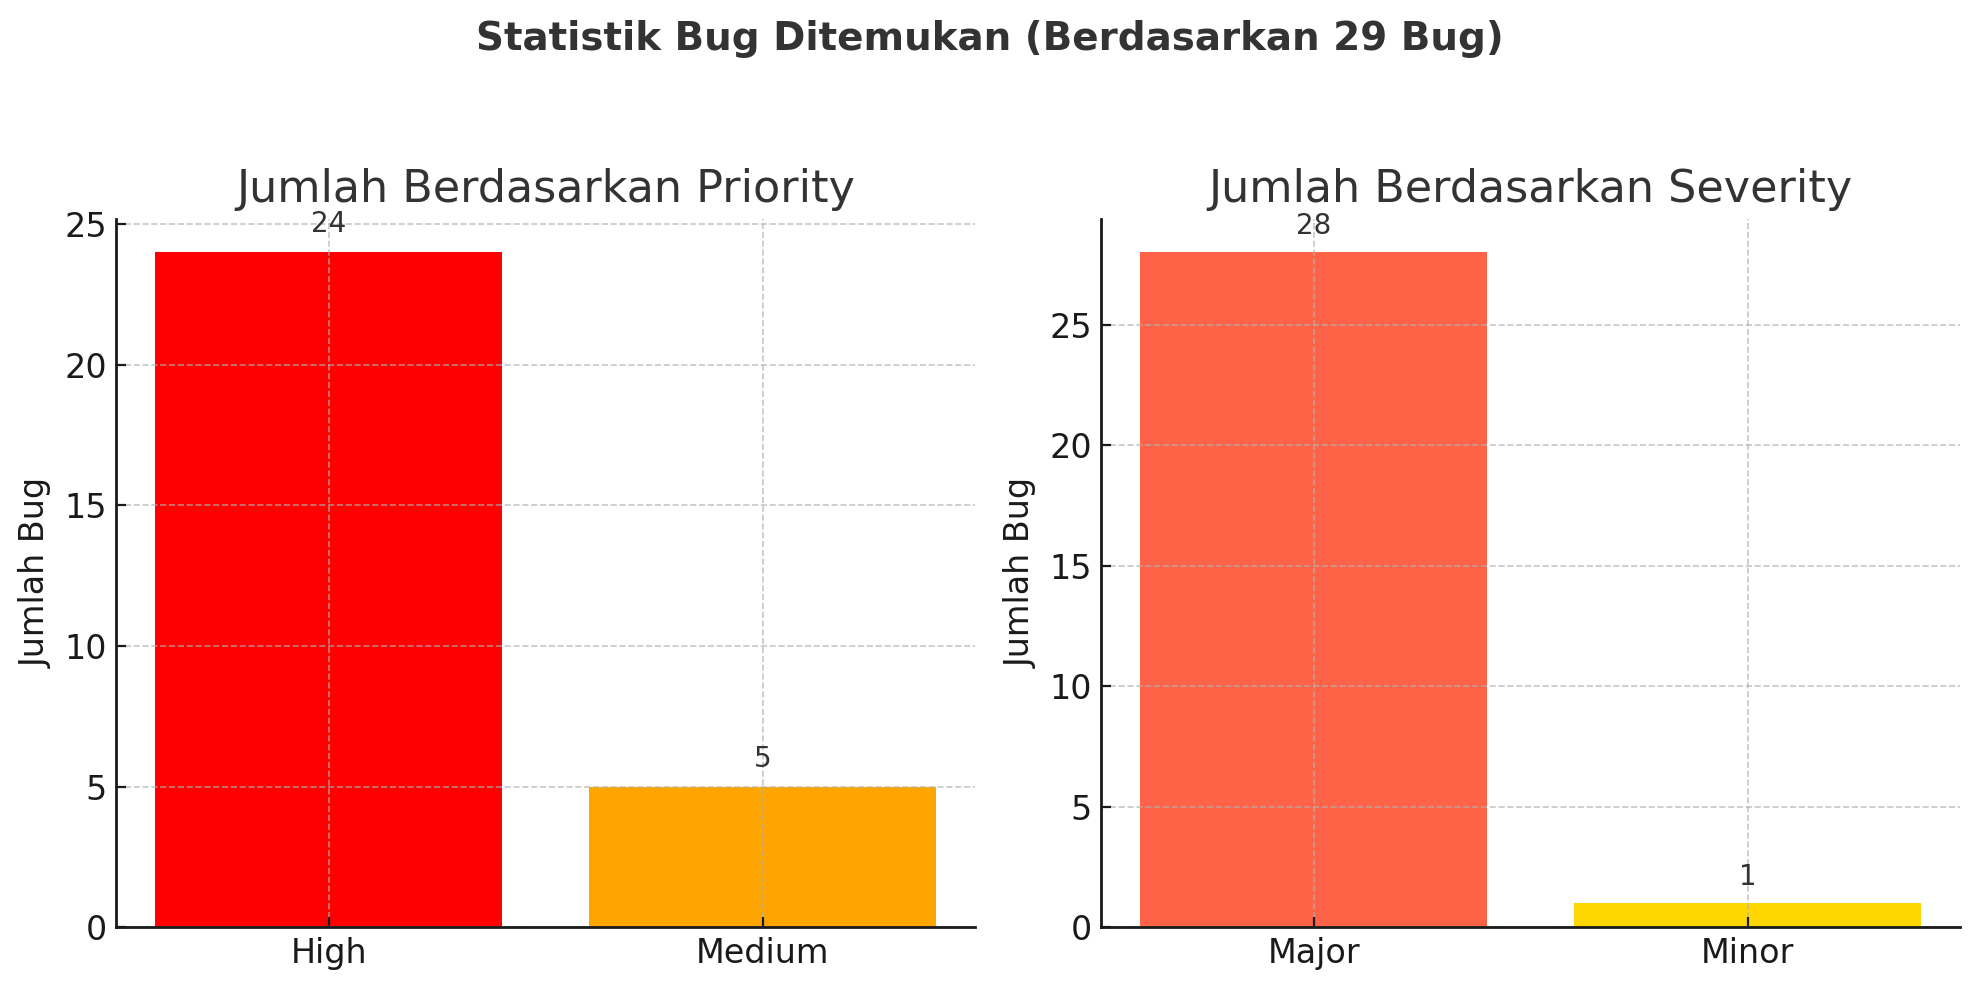 Statistik Bug Ditemukan (Berdasarkan 29 Bug)
Jumlah Berdasarkan Priority
25
20
15
10
5
0
Jumlah Bug
24
5
High
Medium
Jumlah Berdasarkan Severity
25
20
15
10
5
0
Jumlah Bug
28
1
Major
Minor